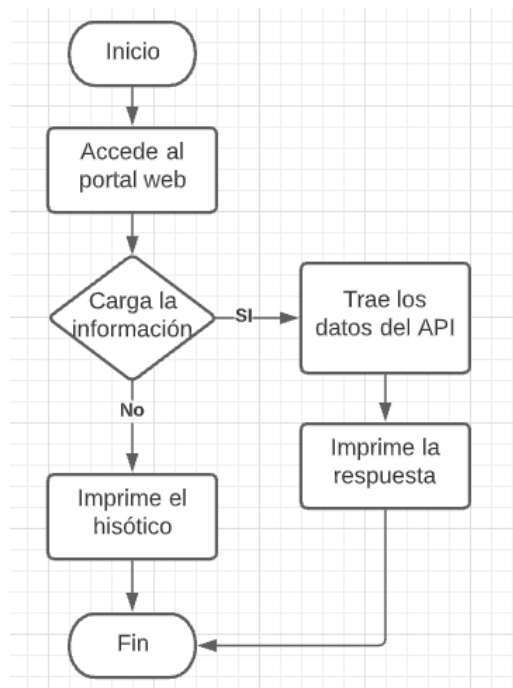 Inicio
Accede al
portal web
Carga la
información
SI
Trae los
datos del API
No
Imprime la
respuesta
Imprime el
hisótico
Fin